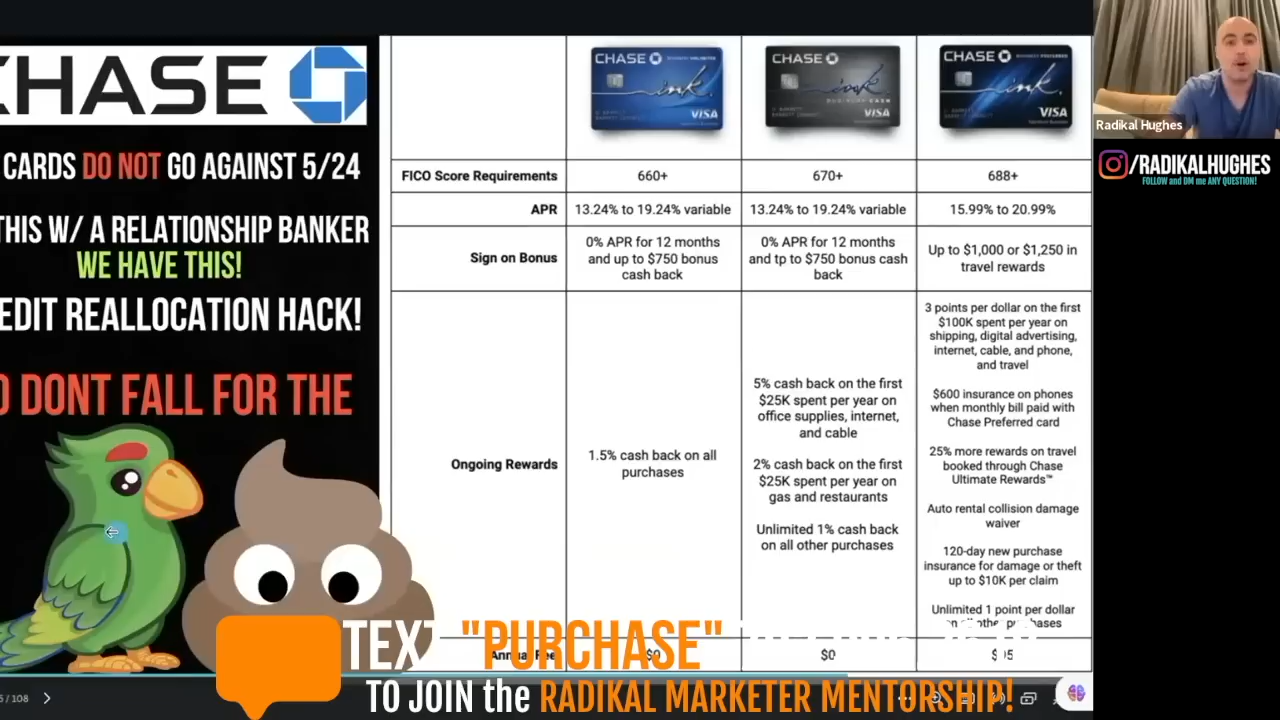 CHASE
CARDS DO NOT GO AGAINST 5/24
THIS W/ A RELATIONSHIP BANKER
WE HAVE THIS!
EDIT REALLOCATION HACK!
DONT FALL FOR THE
CHASE
ink.
VISA
CHASE
ink
VISA
CHASE
ink.
VISA
FICO Score Requirements 660+ 670+ 688+
APR 13.24% to 19.24% variable 13.24% to 19.24% variable 15.99% to 20.99%
Sign on Bonus
0% APR for 12 months
and up to $750 bonus
cash back
0% APR for 12 months
and tp to $750 bonus cash
back
Up to $1,000 or $1,250 in
travel rewards
Ongoing Rewards
1.5% cash back on all
purchases
5% cash back on the first
$25K spent per year on
office supplies, internet,
and cable
2% cash back on the first
$25K spent per year on
gas and restaurants
Unlimited 1% cash back
on all other purchases
3 points per dollar on the first
$100K spent per year on
shipping, digital advertising,
internet, cable, and phone,
and travel
$600 insurance on phones
when monthly bill paid with
Chase Preferred card
25% more rewards on travel
booked through Chase
Ultimate Rewards™
Auto rental collision damage
waiver
120-day new purchase
insurance for damage or theft
up to $10K per claim
Unlimited 1 point per dollar
on all other purchases
Annual Fee $0 $0 $95
TEXT "PURCHASE"
TO JOIN the RADIKAL MARKETER MENTORSHIP!
/ 108
Radikal Hughes
/RADIKALHUGHES
FOLLOW and DM me ANY QUESTION!